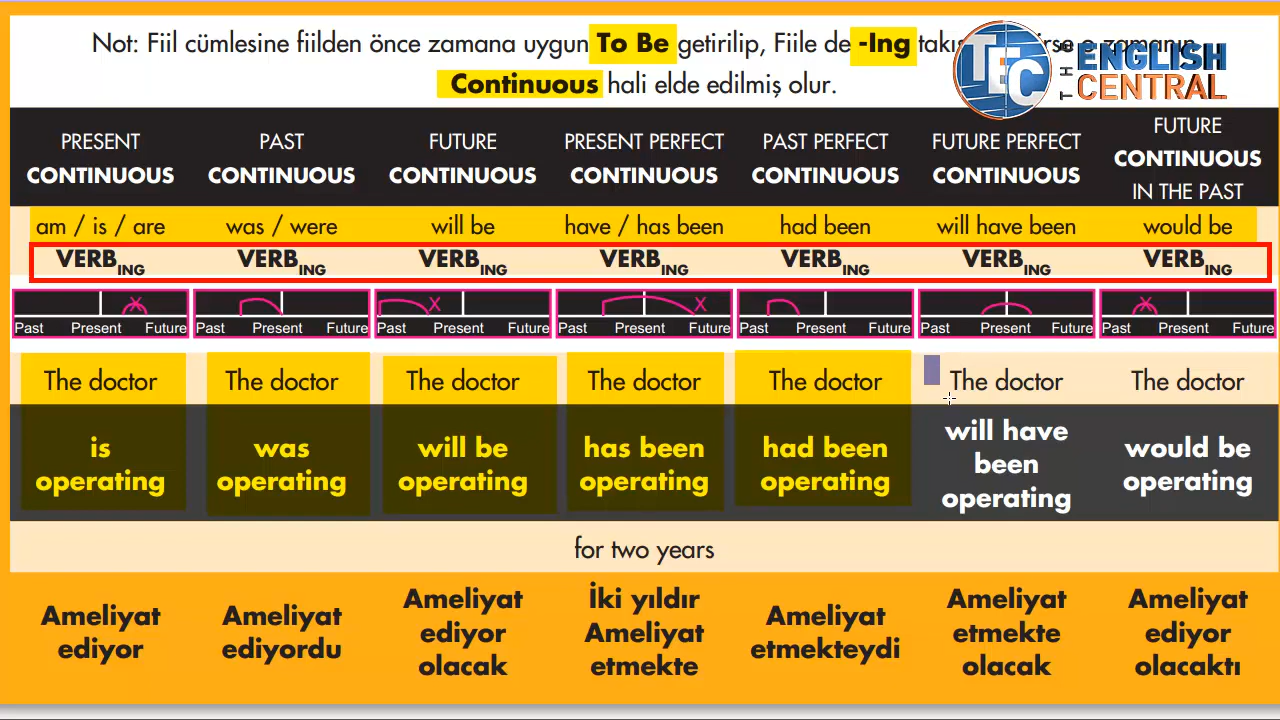 Not: Fiil cümlesine fiilden önce zamana uygun To Be getirilip, Fiile de -Ing
Continuous hali elde edilmiş olur.
TEC THE ENGLISH CENTRAL
PRESENT CONTINUOUS
PAST CONTINUOUS
FUTURE CONTINUOUS
PRESENT PERFECT CONTINUOUS
PAST PERFECT CONTINUOUS
FUTURE PERFECT CONTINUOUS
FUTURE CONTINUOUS IN THE PAST
am / is / are was / were will be have / has been had been will have been would be
VERBING VERBING VERBING VERBING VERBING VERBING VERBING
Past Present Future Past Present Future Past Present Future Past Present Future Past Present Future Past Present Future Past Present Future
The doctor The doctor The doctor The doctor The doctor The doctor The doctor
is operating
was operating
will be operating
has been operating
had been operating
will have been operating
would be operating
for two years
Ameliyat ediyor
Ameliyat ediyordu
Ameliyat ediyor olacak
İki yıldır Ameliyat etmekte
Ameliyat etmekteydi
Ameliyat etmekte olacak
Ameliyat ediyor olacaktı